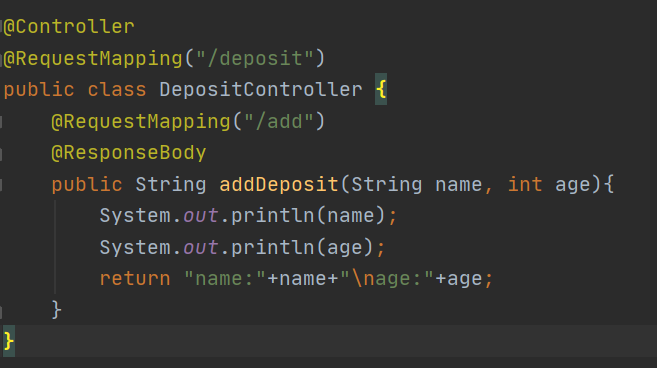 @Controller
@RequestMapping("/deposit")
public class DepositController {
@RequestMapping("/add")
@ResponseBody
public String addDeposit(String name, int age){
System.out.println(name);
System.out.println(age);
return "name:"+name+"\nage:"+age;
}
}